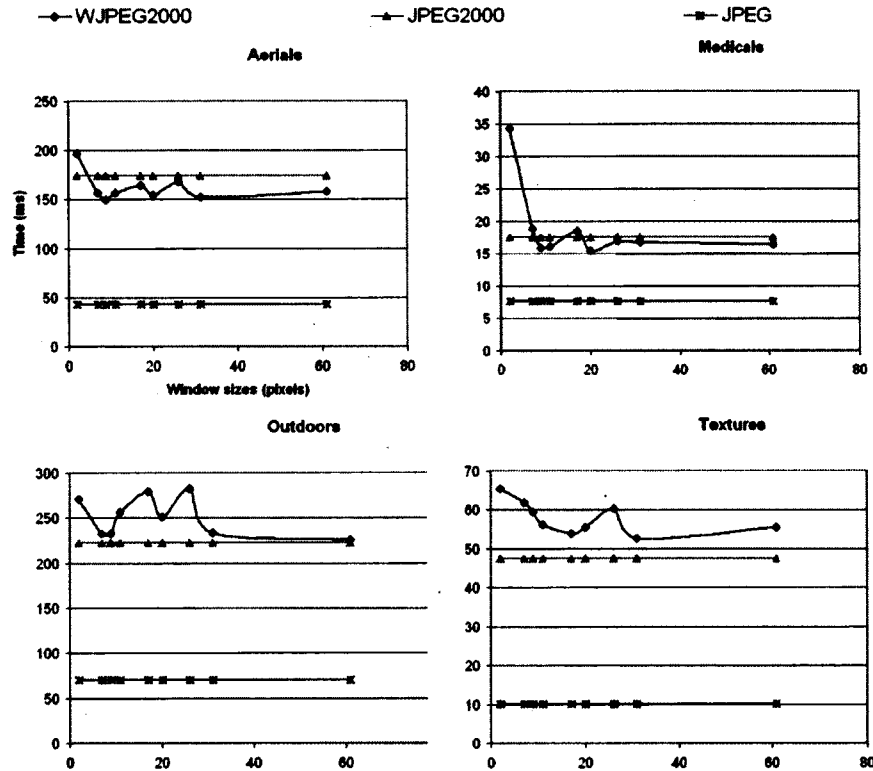 WJPEG2000 JPEG2000 JPEG
Aerials
Time (ms)
250
200
150
100
50
0
0 20 40 60 80
Window sizes (pixels)
Medicals
40
35
30
25
20
15
10
5
0
0 20 40 60 80
Outdoors
300
250
200
150
100
50
0
0 20 40 60
Textures
70
60
50
40
30
20
10
0
0 20 40 60 80